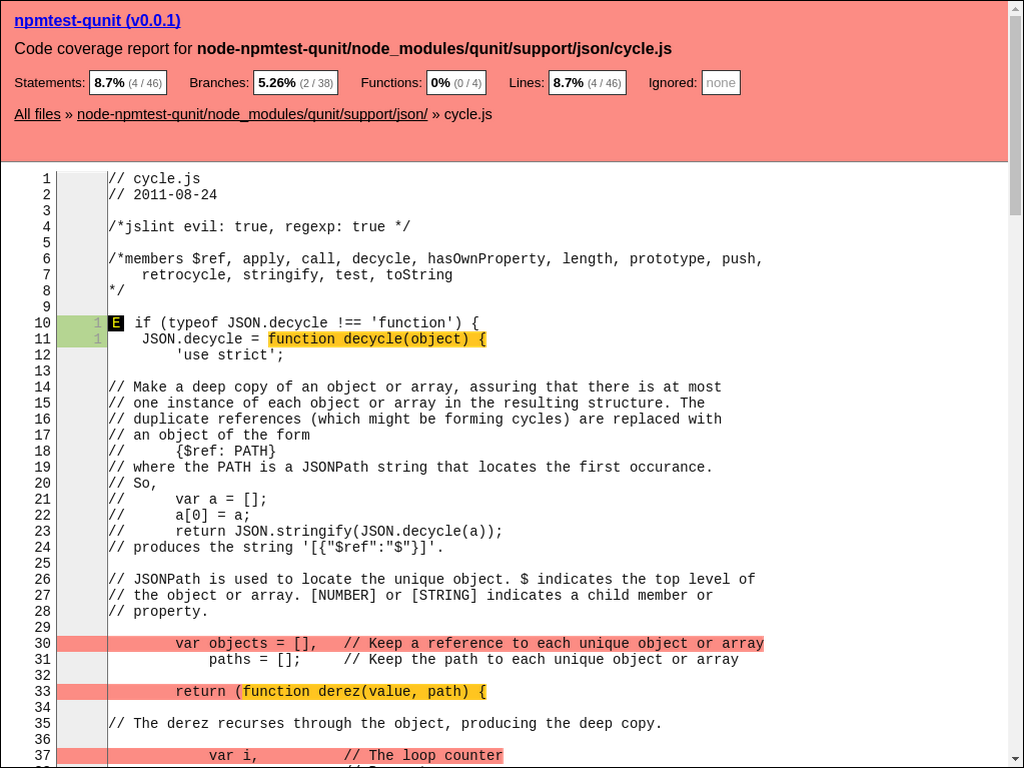 npmtest-qunit (v0.0.1)
Code coverage report for node-npmtest-qunit/node_modules/qunit/support/json/cycle.js
Statements: 8.7% (4 / 46) Branches: 5.26% (2 / 38) Functions: 0% (0 / 4) Lines: 8.7% (4 / 46) Ignored: none
All files » node-npmtest-qunit/node_modules/qunit/support/json/ » cycle.js
1 // cycle.js
2 // 2011-08-24
3
4 /*jslint evil: true, regexp: true */
5
6 /*members $ref, apply, call, decycle, hasOwnProperty, length, prototype, push,
7     retrocycle, stringify, test, toString
8 */
9
10 1 E if (typeof JSON.decycle !== 'function') {
11 1     JSON.decycle = function decycle(object) {
12         'use strict';
13
14 // Make a deep copy of an object or array, assuring that there is at most
15 // one instance of each object or array in the resulting structure. The
16 // duplicate references (which might be forming cycles) are replaced with
17 // an object of the form
18 //      {$ref: PATH}
19 // where the PATH is a JSONPath string that locates the first occurance.
20 // So,
21 //      var a = [];
22 //      a[0] = a;
23 //      return JSON.stringify(JSON.decycle(a));
24 // produces the string '[{"$ref":"$"}]'.
25
26 // JSONPath is used to locate the unique object. $ indicates the top level of
27 // the object or array. [NUMBER] or [STRING] indicates a child member or
28 // property.
29
30         var objects = [],   // Keep a reference to each unique object or array
31             paths = [];     // Keep the path to each unique object or array
32
33         return (function derez(value, path) {
34
35 // The derez recurses through the object, producing the deep copy.
36
37             var i,          // The loop counter